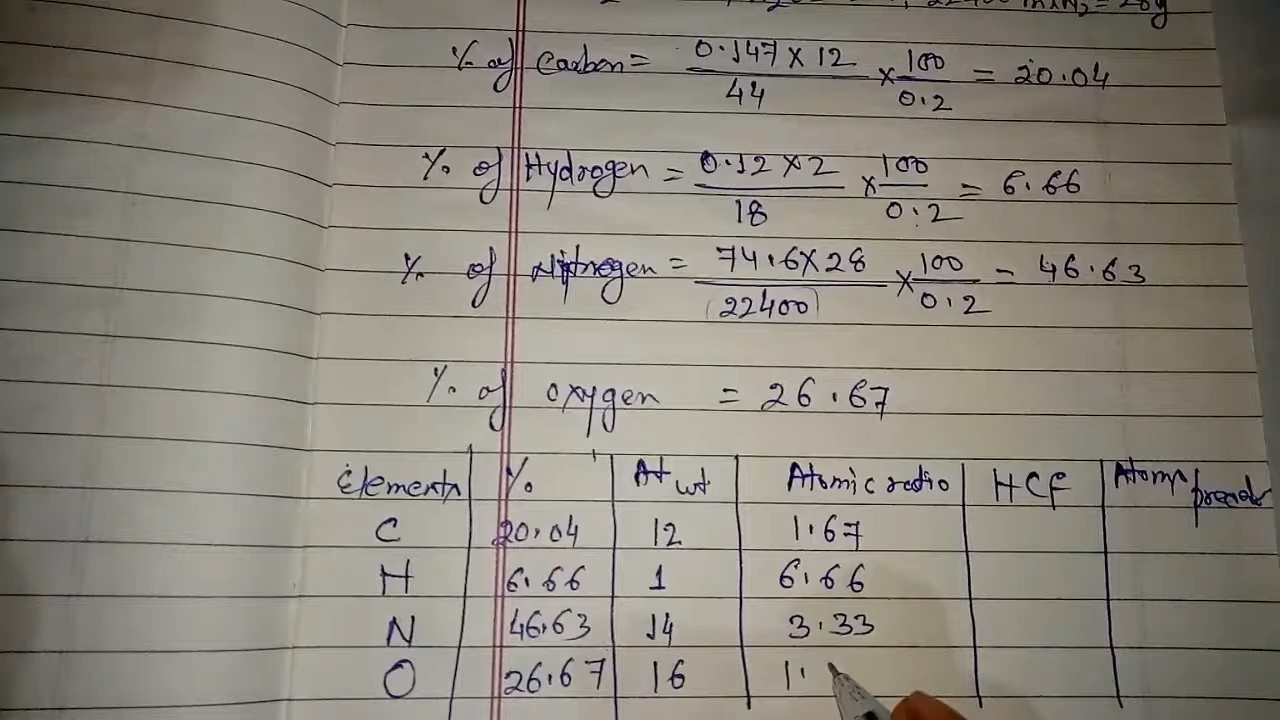 % of Carbon = 0.147 × 12 / 44 × 100 / 0.2 = 20.04
% of Hydrogen = 0.12 × 2 / 18 × 100 / 0.2 = 6.66
% of Nitrogen = 74.6 × 28 / 22400 × 100 / 0.2 = 46.63
% of oxygen = 26.67
Elements % At wt Atomic radio HCF Atoms
C 20.04 12 1.67
H 6.66 1 6.66
N 46.63 14 3.33
O 26.67 16 1.